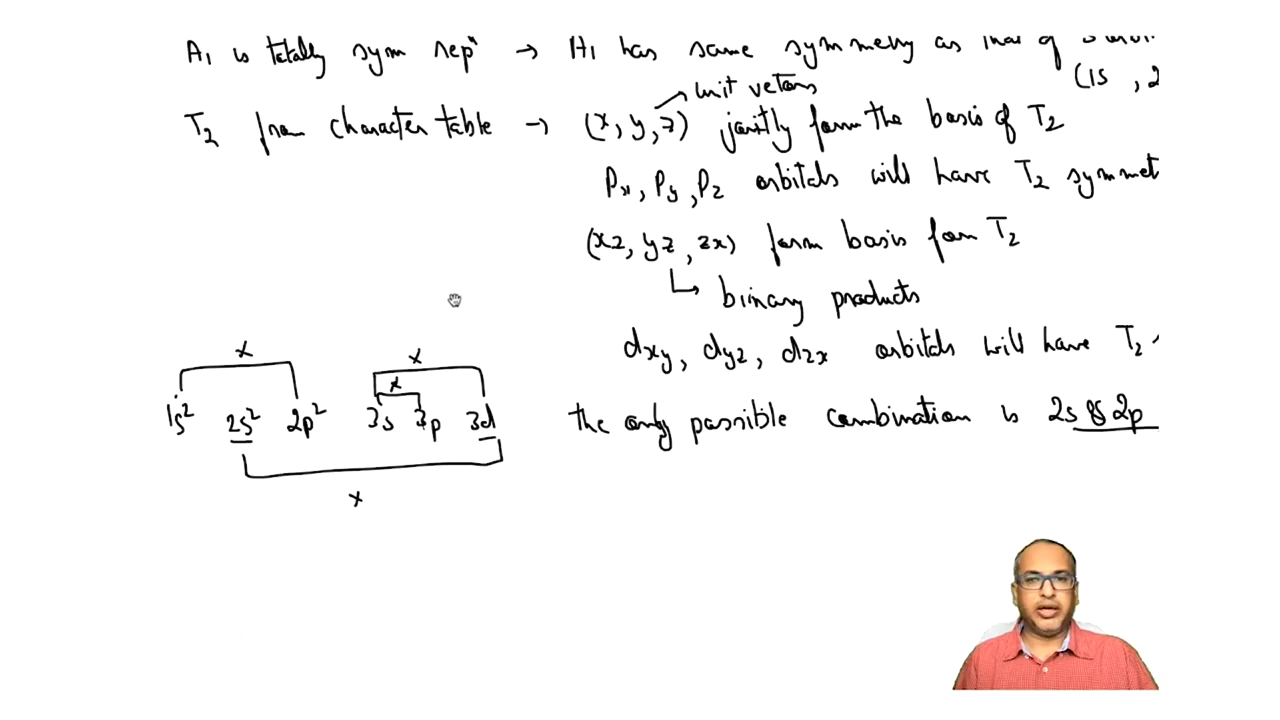 A₁ is totally sym repⁿ → A₁ has same symmetry as that of
(1s , 2
unit vectors
T₂ from character table → (x, y, z) jointly form the basis of T₂
Px, Py, Pz orbitals will have T₂ symmet
(xz, yz, zx) form basis for T₂
binary products
dxy, dyz, dzx orbitals will have T₂
x x
x
1s² 2s² 2p² 3s 3p 3d the only possible combination is 2s & 2p
x